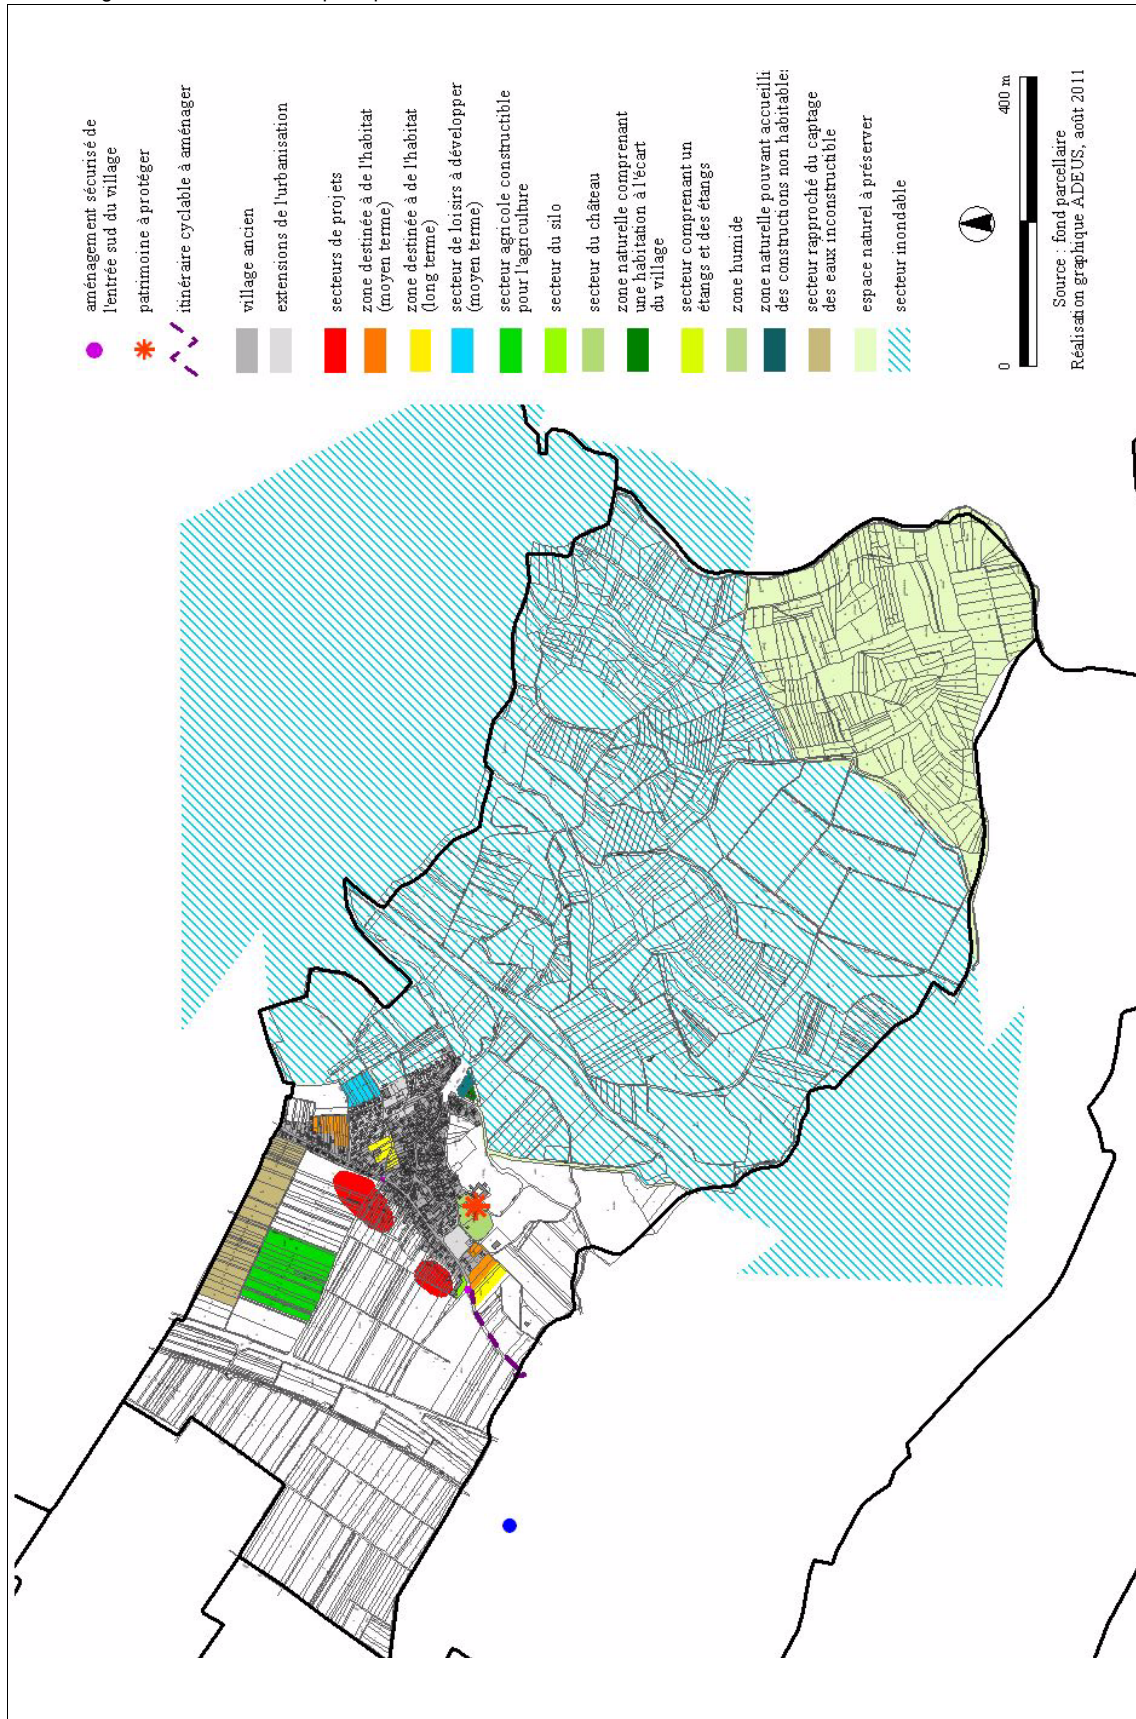 aménagement sécurisé de
l'entrée sud du village
patrimoine à protéger
itinéraire cyclable à aménager
village ancien
extensions de l'urbanisation
secteurs de projets
zone destinée à de l'habitat
(moyen terme)
zone destinée à de l'habitat
(long terme)
secteur de loisirs à développer
(moyen terme)
secteur agricole constructible
pour l'agriculture
secteur du silo
secteur du château
zone naturelle comprenant
une habitation à l'écart
du village
secteur comprenant un
étangs et des étangs
zone humide
zone naturelle pouvant accueilli
des constructions non habitables
secteur rapproché du captage
des eaux inconstructible
espace naturel à préserver
secteur inondable
0 400 m
Source : fond parcellaire
Réalisation graphique ADEUS, août 2011